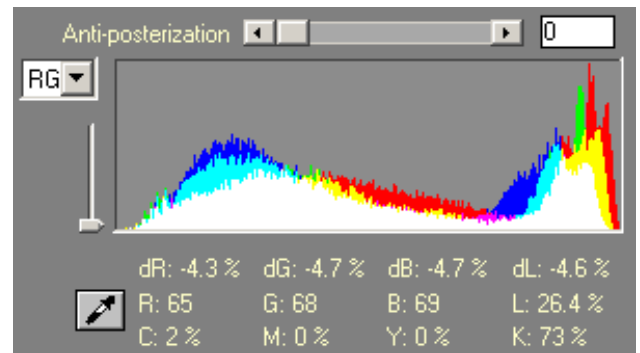 Anti-posterization 0
RG
dR: -4.3 % dG: -4.7 % dB: -4.7 % dL: -4.6 %
R: 65 G: 68 B: 69 L: 26.4 %
C: 2 % M: 0 % Y: 0 % K: 73 %